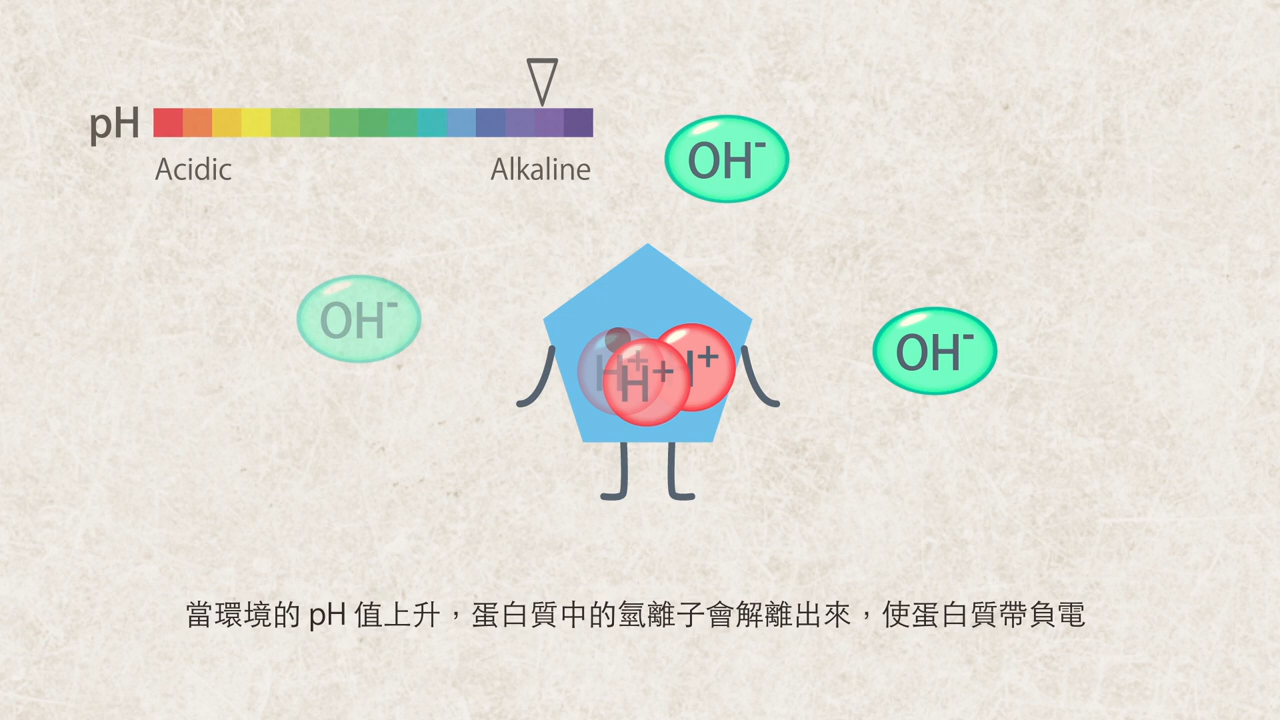 pH
Acidic
Alkaline
OH⁻
OH⁻
OH⁻
H⁺
H⁺
當環境的 pH 值上升，蛋白質中的氫離子會解離出來，使蛋白質帶負電